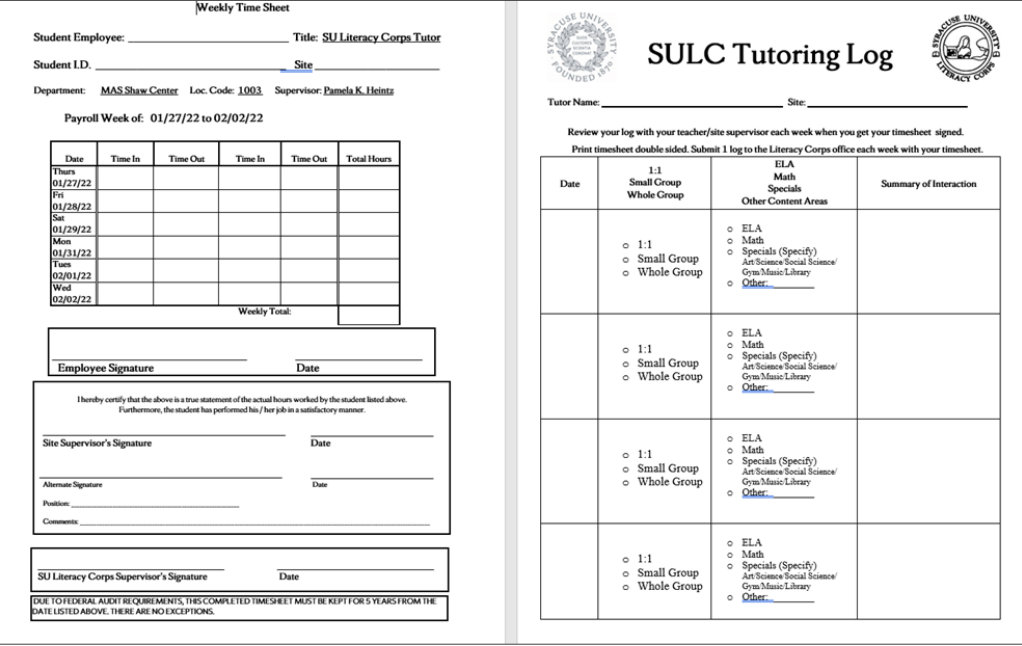 Weekly Time Sheet
Student Employee: ______________________________ Title: SU Literacy Corps Tutor
Student I.D. ____________________________________ Site ________________________
Department: MAS Shaw Center Loc. Code: 1003 Supervisor: Pamela K. Heintz
Payroll Week of: 01/27/22 to 02/02/22
Date Time In Time Out Time In Time Out Total Hours
Thurs
01/27/22
Fri
01/28/22
Sat
01/29/22
Mon
01/31/22
Tues
02/01/22
Wed
02/02/22
Weekly Total:
Employee Signature Date
I hereby certify that the above is a true statement of the actual hours worked by the student listed above.
Furthermore, the student has performed his / her job in a satisfactory manner.
Site Supervisor's Signature Date
Alternate Signature Date
Position: ______________________________
Comments: ______________________________
SU Literacy Corps Supervisor's Signature Date
DUE TO FEDERAL AUDIT REQUIREMENTS, THIS COMPLETED TIMESHEET MUST BE KEPT FOR 5 YEARS FROM THE
DATE LISTED ABOVE. THERE ARE NO EXCEPTIONS.
SYRACUSE UNIVERSITY
FOUNDED 1870
SULC Tutoring Log
SYRACUSE UNIVERSITY
LITERACY CORPS
Tutor Name: ______________________________ Site: ______________________________
Review your log with your teacher/site supervisor each week when you get your timesheet signed.
Print timesheet double sided. Submit 1 log to the Literacy Corps office each week with your timesheet.
Date
1:1
Small Group
Whole Group
ELA
Math
Specials
Other Content Areas
Summary of Interaction
o 1:1
o Small Group
o Whole Group
o ELA
o Math
o Specials (Specify)
Art/Science/Social Science/
Gym/Music/Library
o Other: ________
o 1:1
o Small Group
o Whole Group
o ELA
o Math
o Specials (Specify)
Art/Science/Social Science/
Gym/Music/Library
o Other: ________
o 1:1
o Small Group
o Whole Group
o ELA
o Math
o Specials (Specify)
Art/Science/Social Science/
Gym/Music/Library
o Other: ________
o 1:1
o Small Group
o Whole Group
o ELA
o Math
o Specials (Specify)
Art/Science/Social Science/
Gym/Music/Library
o Other: ________